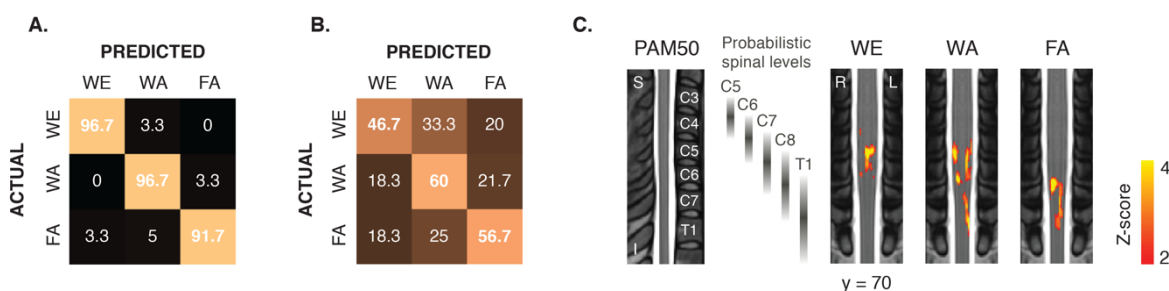 A.
PREDICTED
WE WA FA
ACTUAL
WE 96.7 3.3 0
WA 0 96.7 3.3
FA 3.3 5 91.7
B.
PREDICTED
WE WA FA
ACTUAL
WE 46.7 33.3 20
WA 18.3 60 21.7
FA 18.3 25 56.7
C.
PAM50
S
I
C3
C4
C5
C6
C7
T1
Probabilistic
spinal levels
C5
C6
C7
C8
T1
WE WA FA
R L
y = 70
Z-score
4
2